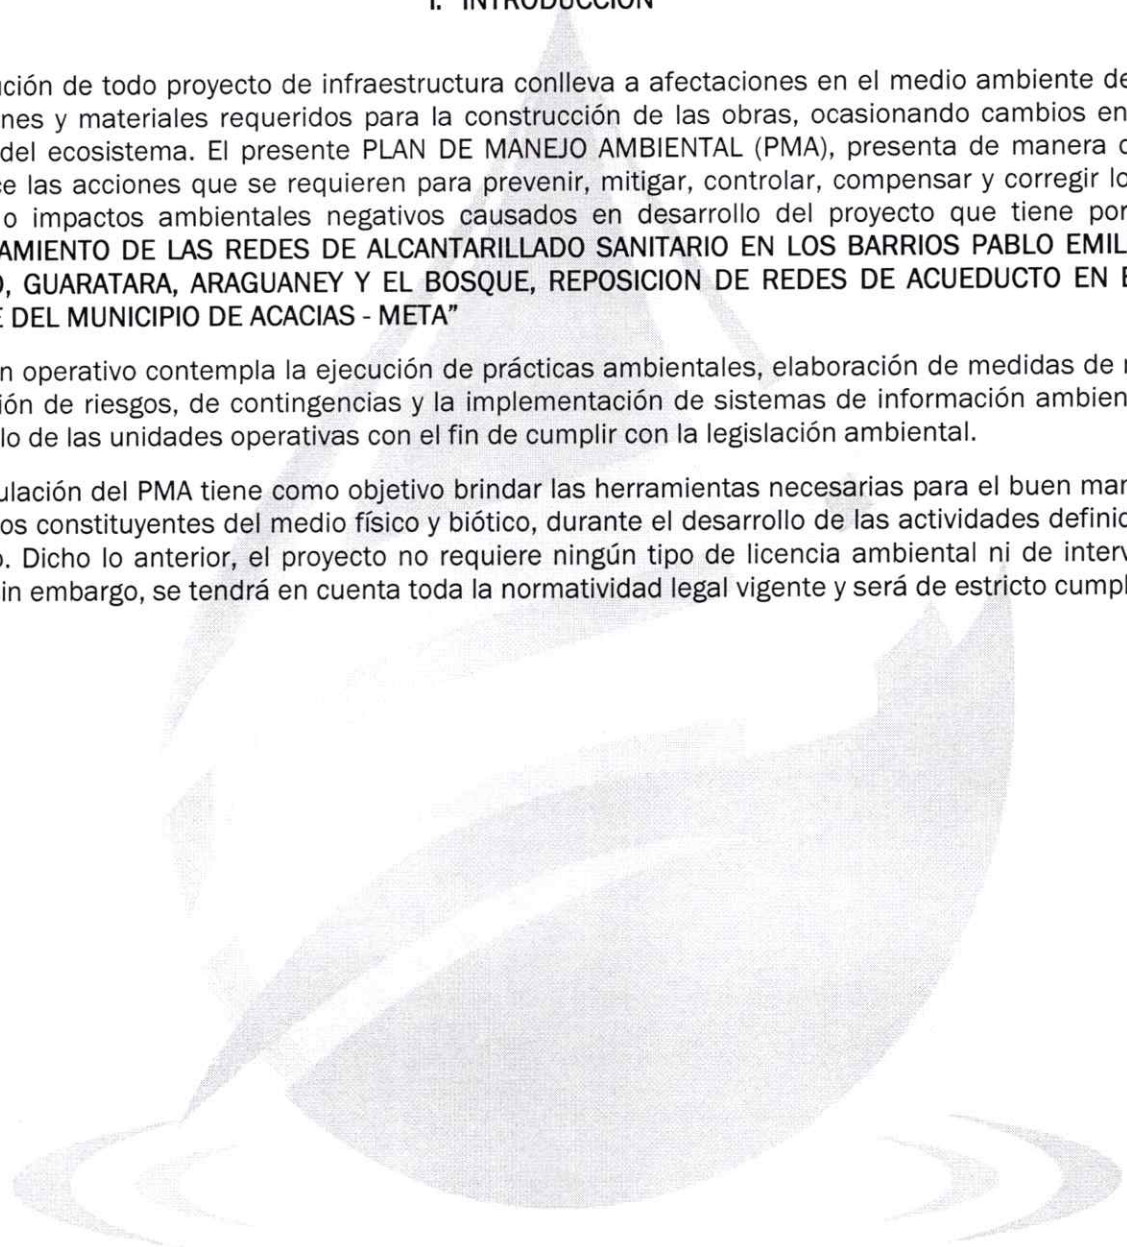 I. INTRODUCCIÓN
ución de todo proyecto de infraestructura conlleva a afectaciones en el medio ambiente de
nes y materiales requeridos para la construcción de las obras, ocasionando cambios en
del ecosistema. El presente PLAN DE MANEJO AMBIENTAL (PMA), presenta de manera
ce las acciones que se requieren para prevenir, mitigar, controlar, compensar y corregir lo
o impactos ambientales negativos causados en desarrollo del proyecto que tiene por
AMIENTO DE LAS REDES DE ALCANTARILLADO SANITARIO EN LOS BARRIOS PABLO EMIL
O, GUARATARA, ARAGUANEY Y EL BOSQUE, REPOSICION DE REDES DE ACUEDUCTO EN
E DEL MUNICIPIO DE ACACIAS - META”
n operativo contempla la ejecución de prácticas ambientales, elaboración de medidas de
ión de riesgos, de contingencias y la implementación de sistemas de información ambien
lo de las unidades operativas con el fin de cumplir con la legislación ambiental.
ulación del PMA tiene como objetivo brindar las herramientas necesarias para el buen man
os constituyentes del medio físico y biótico, durante el desarrollo de las actividades definid
o. Dicho lo anterior, el proyecto no requiere ningún tipo de licencia ambiental ni de interv
in embargo, se tendrá en cuenta toda la normatividad legal vigente y será de estricto cumpl